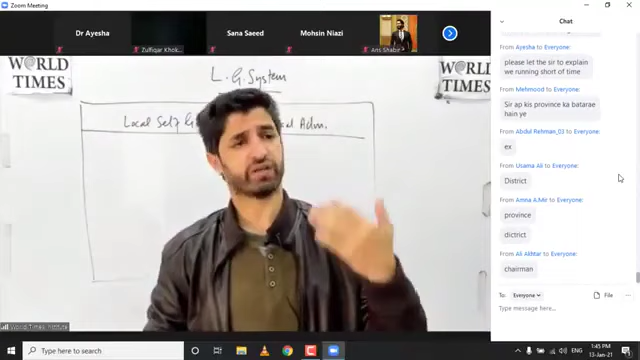 Zoom Meeting
Dr Ayesha
Zulfiqar Khok...
Sana Saeed
Mohsin Niazi
Aris Shabir
Chat
WORLD TIMES
L. G. System
WORLD TIMES
Local Self G
Adm.
World Times Institute
From Ayesha to Everyone:
please let the sir to explain
we running short of time
From Mehmood to Everyone:
Sir ap kis province ka batarae
hain ye
From Abdul Rehman_03 to Everyone:
ex
From Usama Ali to Everyone:
District
From Amna A.Mir to Everyone:
province
dictrict
From Ali Akhtar to Everyone:
chairman
To: Everyone
File
Type message here...
Type here to search
1:45 PM
13-Jan-21